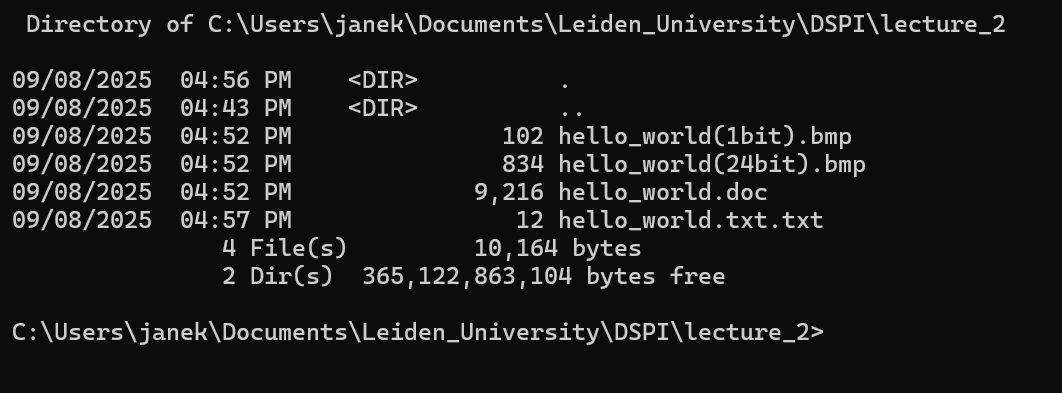 Directory of C:\Users\janek\Documents\Leiden_University\DSPI\lecture_2
09/08/2025  04:56 PM    <DIR>          .
09/08/2025  04:43 PM    <DIR>          ..
09/08/2025  04:52 PM               102 hello_world(1bit).bmp
09/08/2025  04:52 PM               834 hello_world(24bit).bmp
09/08/2025  04:52 PM             9,216 hello_world.doc
09/08/2025  04:57 PM                12 hello_world.txt.txt
               4 File(s)         10,164 bytes
               2 Dir(s)  365,122,863,104 bytes free
C:\Users\janek\Documents\Leiden_University\DSPI\lecture_2>